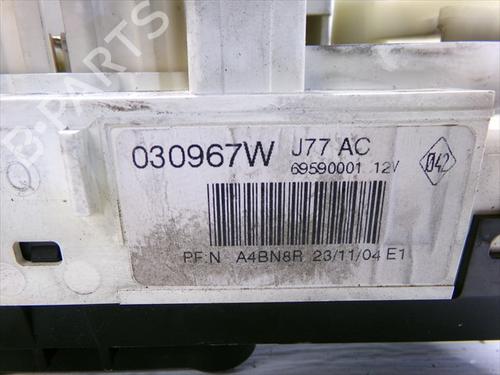 B-PARTS
030967W J77 AC
69590001 12V
042
PF:N A4BN8R 23/11/04 E1